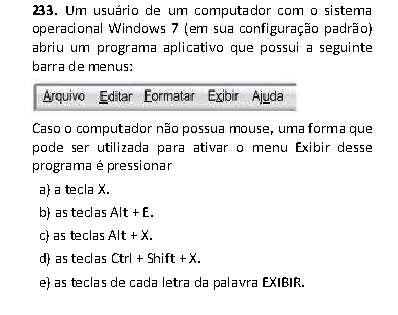 233. Um usuário de um computador com o sistema
operacional Windows 7 (em sua configuração padrão)
abriu um programa aplicativo que possui a seguinte
barra de menus:
Arquivo Editar Formatar Exibir Ajuda
Caso o computador não possua mouse, uma forma que
pode ser utilizada para ativar o menu Exibir desse
programa é pressionar
a) a tecla X.
b) as teclas Alt + E.
c) as teclas Alt + X.
d) as teclas Ctrl + Shift + X.
e) as teclas de cada letra da palavra EXIBIR.